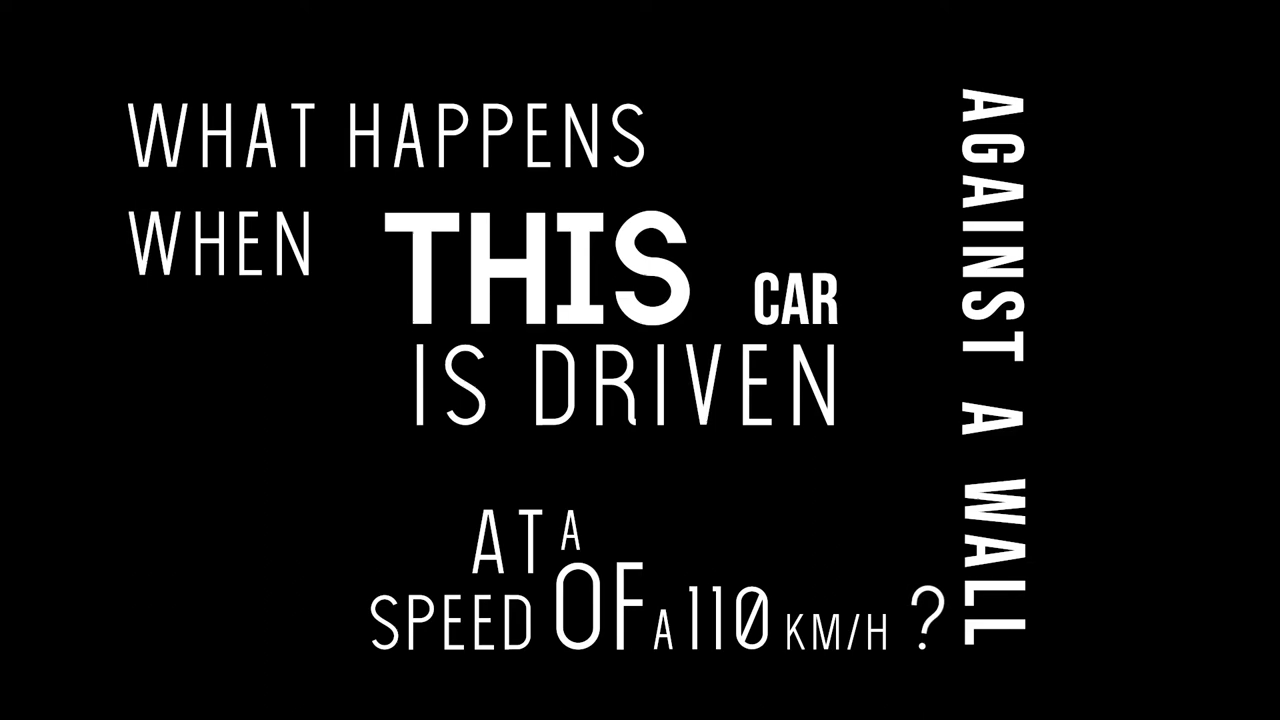 WHAT HAPPENS
WHEN THIS CAR
IS DRIVEN
AGAINST A WALL
AT A
SPEED OF A 110 KM/H ?